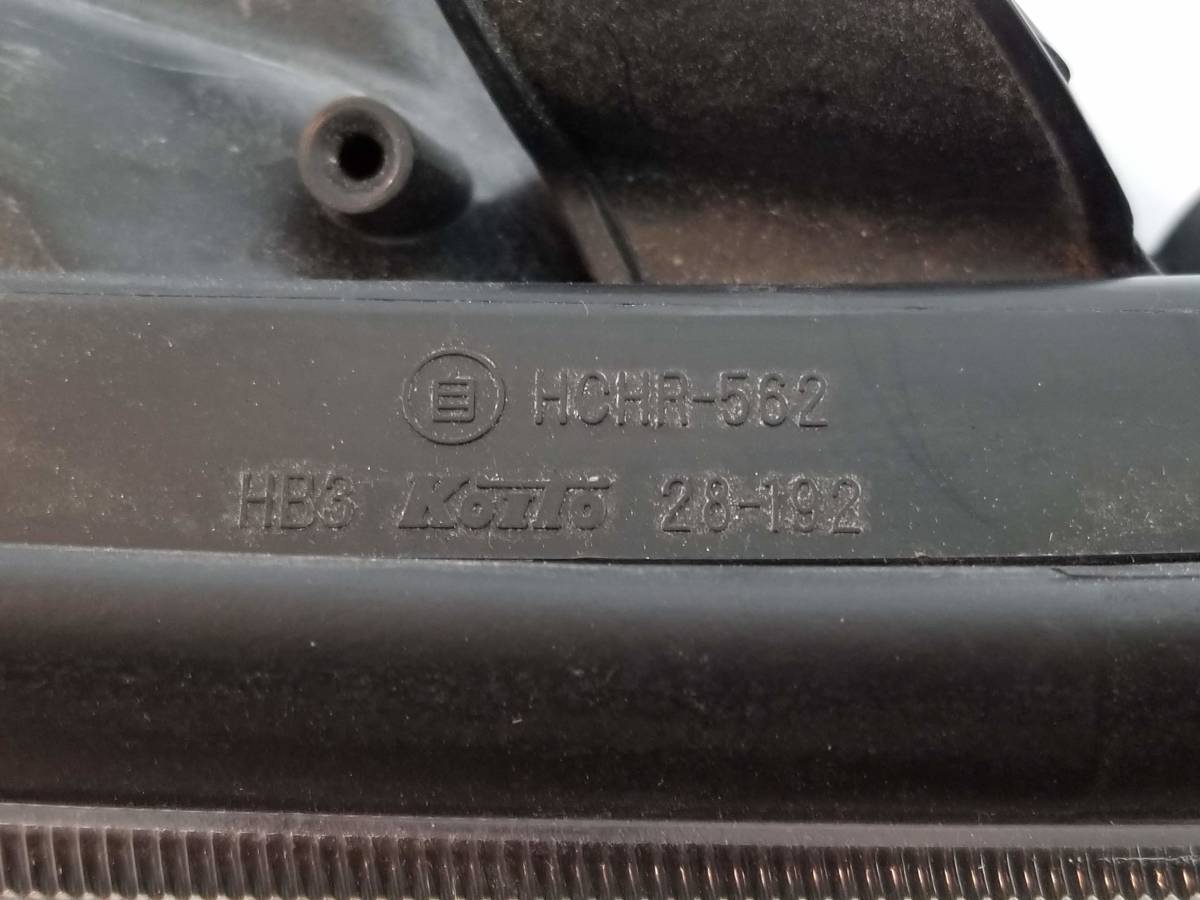 自 HCHR-562
HB3 KOITO 28-192